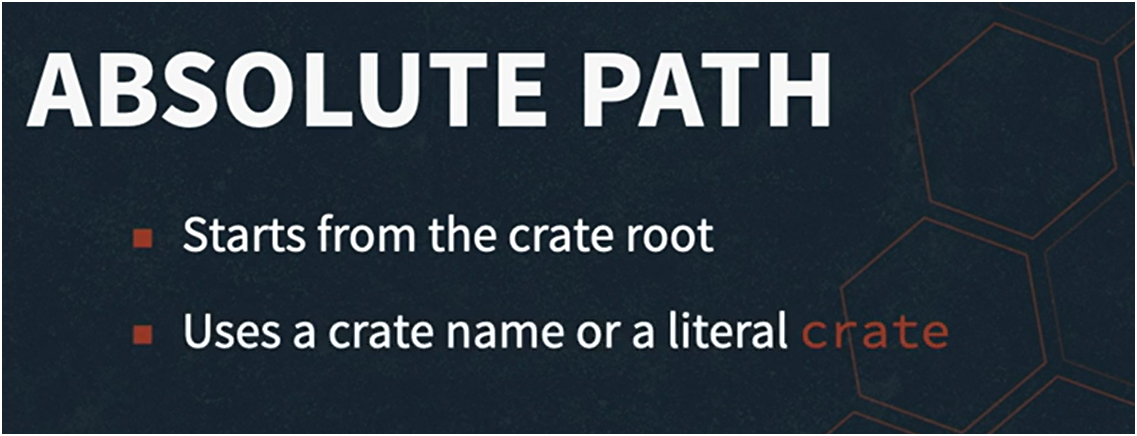 ABSOLUTE PATH
Starts from the crate root
Uses a crate name or a literal crate